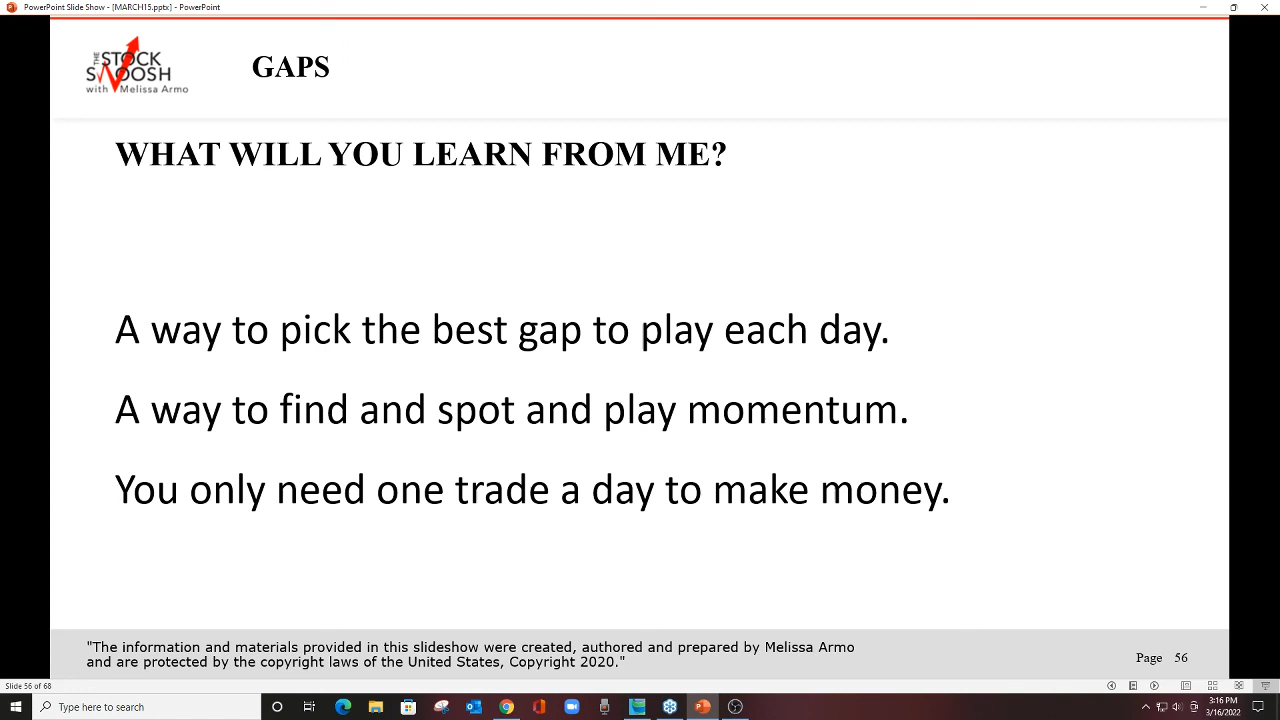 PowerPoint Slide Show - [MARCH15.pptx] - PowerPoint
THE
STOCK
SWOOSH
with Melissa Armo
GAPS
WHAT WILL YOU LEARN FROM ME?
A way to pick the best gap to play each day.
A way to find and spot and play momentum.
You only need one trade a day to make money.
"The information and materials provided in this slideshow were created, authored and prepared by Melissa Armo
and are protected by the copyright laws of the United States, Copyright 2020."
Page 56
Slide 56 of 68
Type here to search
3:16 PM
3/16/2022